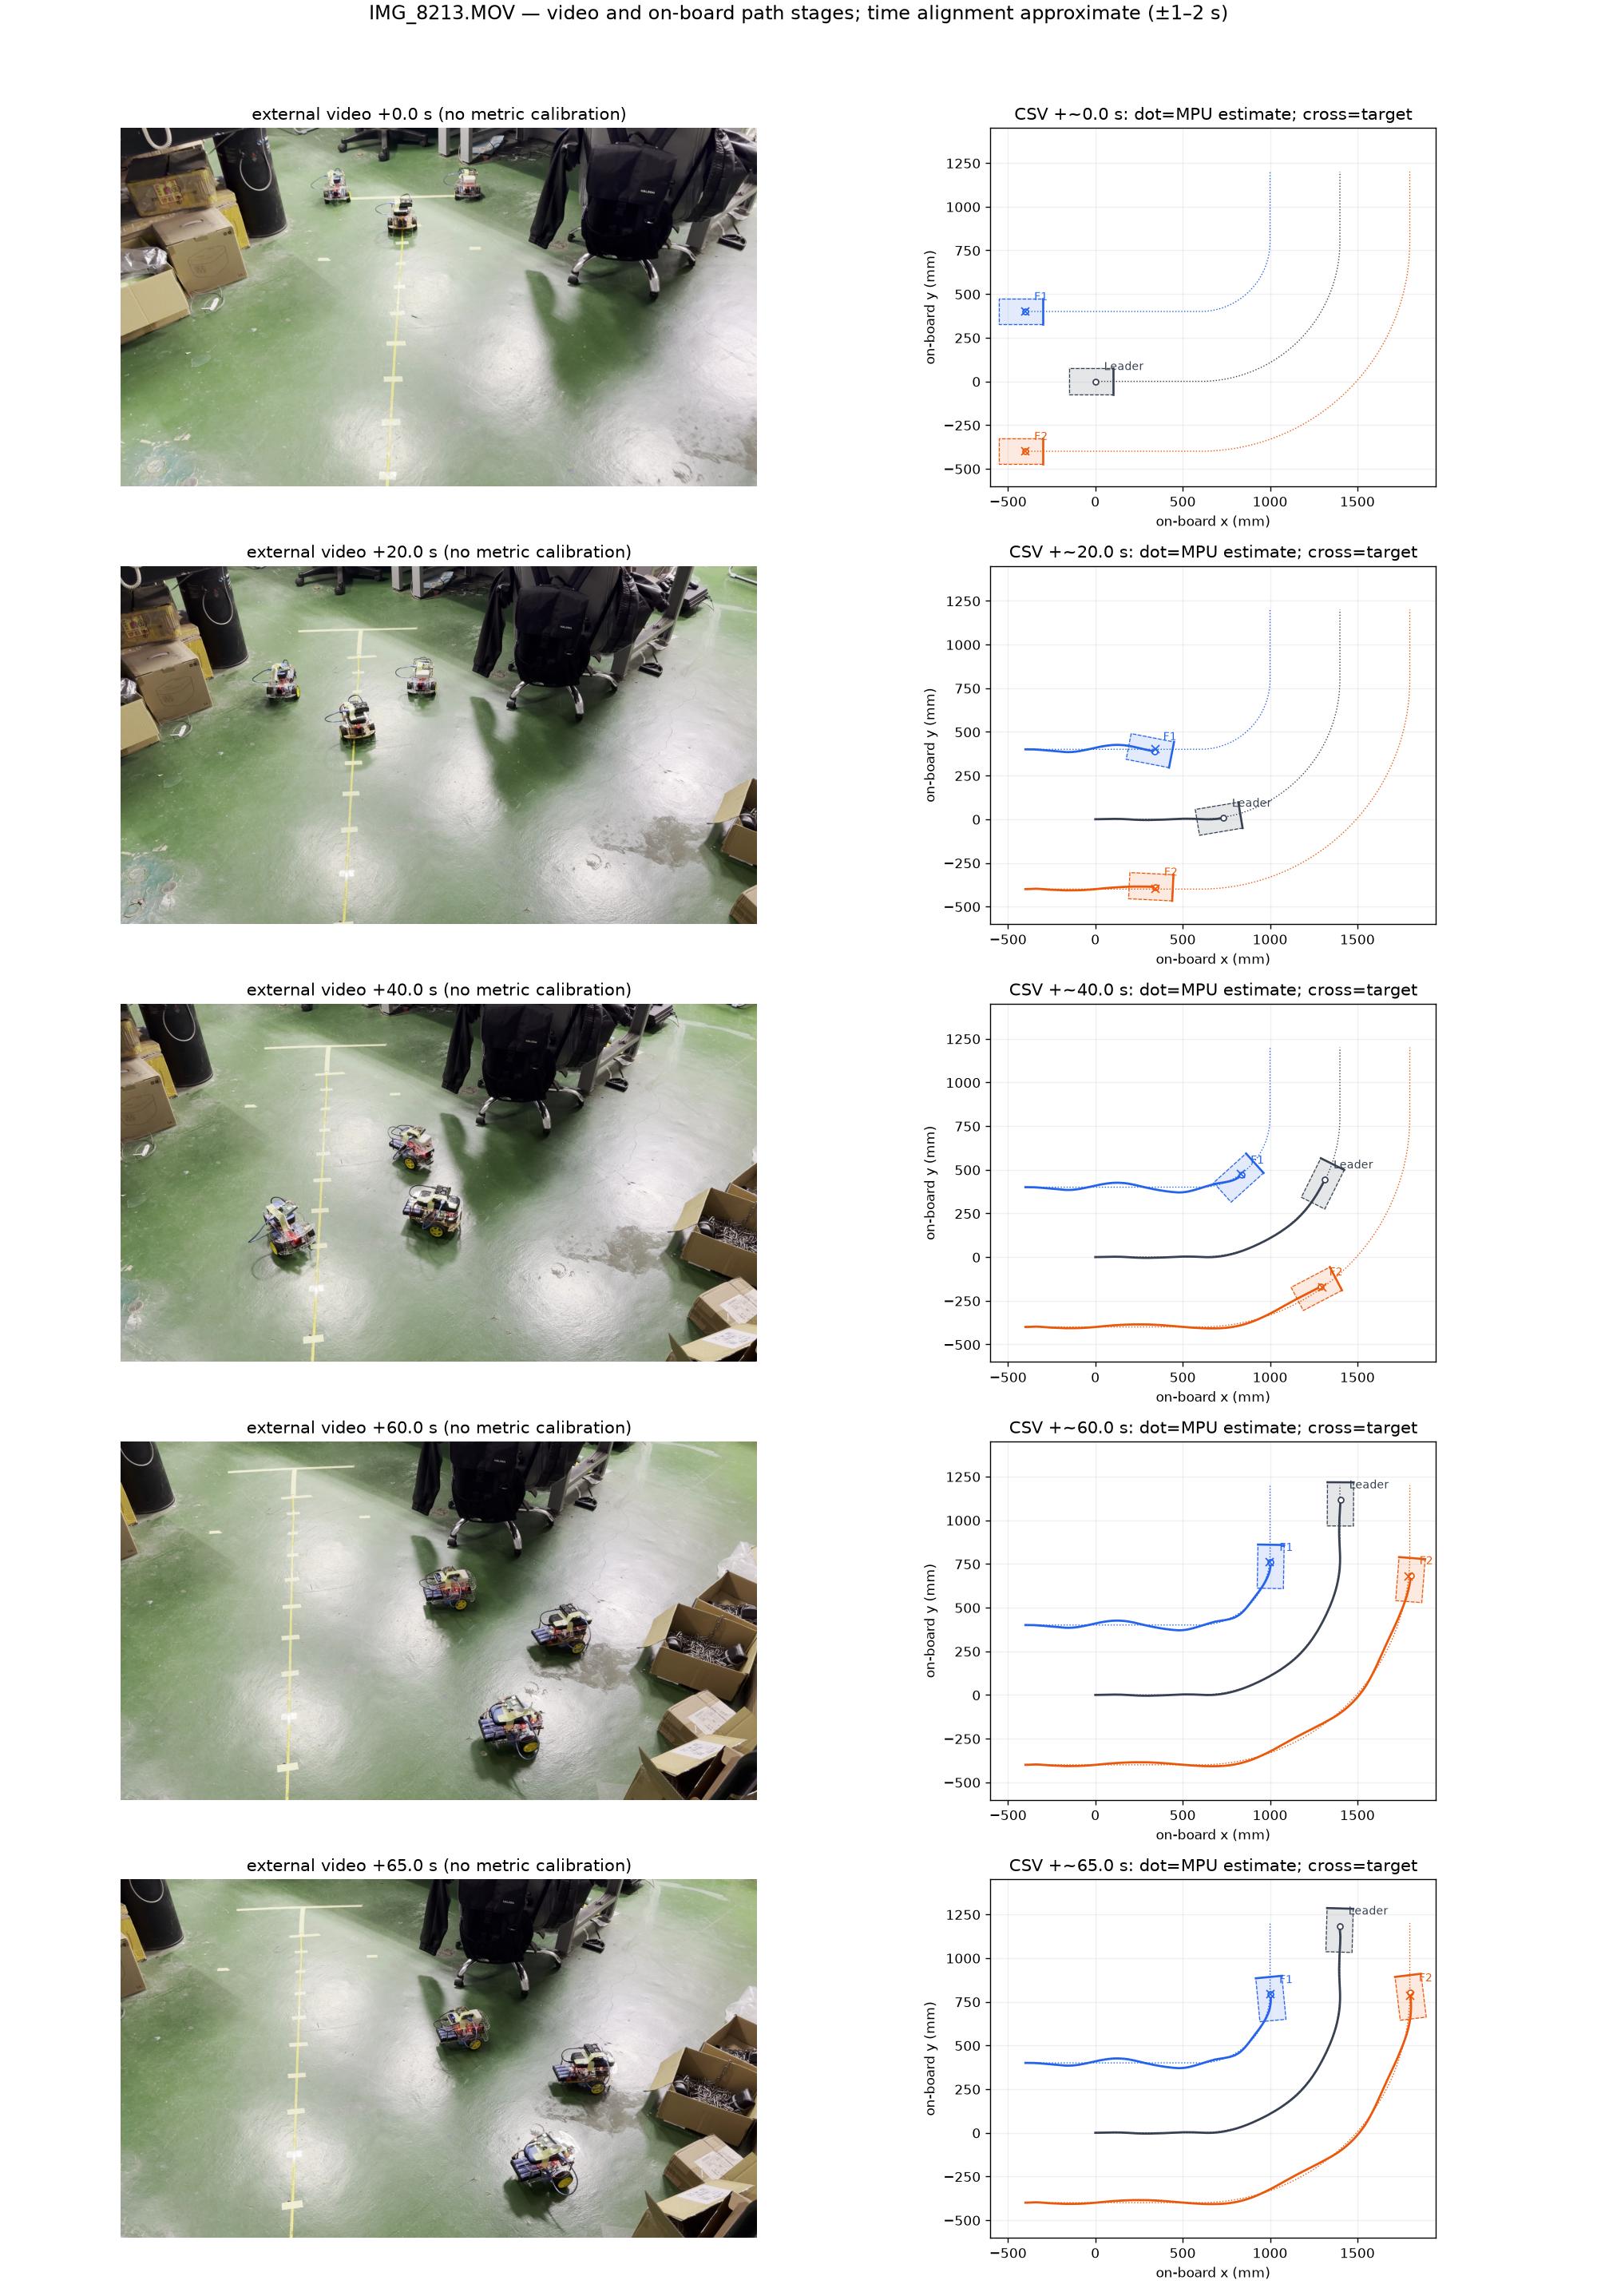 IMG_8213.MOV — video and on-board path stages; time alignment approximate (±1–2 s)
external video +0.0 s (no metric calibration)
CSV +~0.0 s: dot=MPU estimate; cross=target
1250
1000
750
500
250
0
−250
−500
on-board y (mm)
F1
Leader
F2
−500 0 500 1000 1500
on-board x (mm)
external video +20.0 s (no metric calibration)
CSV +~20.0 s: dot=MPU estimate; cross=target
1250
1000
750
500
250
0
−250
−500
on-board y (mm)
F1
Leader
F2
−500 0 500 1000 1500
on-board x (mm)
external video +40.0 s (no metric calibration)
CSV +~40.0 s: dot=MPU estimate; cross=target
1250
1000
750
500
250
0
−250
−500
on-board y (mm)
F1
Leader
F2
−500 0 500 1000 1500
on-board x (mm)
external video +60.0 s (no metric calibration)
CSV +~60.0 s: dot=MPU estimate; cross=target
1250
1000
750
500
250
0
−250
−500
on-board y (mm)
Leader
F1
F2
−500 0 500 1000 1500
on-board x (mm)
external video +65.0 s (no metric calibration)
CSV +~65.0 s: dot=MPU estimate; cross=target
1250
1000
750
500
250
0
−250
−500
on-board y (mm)
Leader
F1
F2
−500 0 500 1000 1500
on-board x (mm)